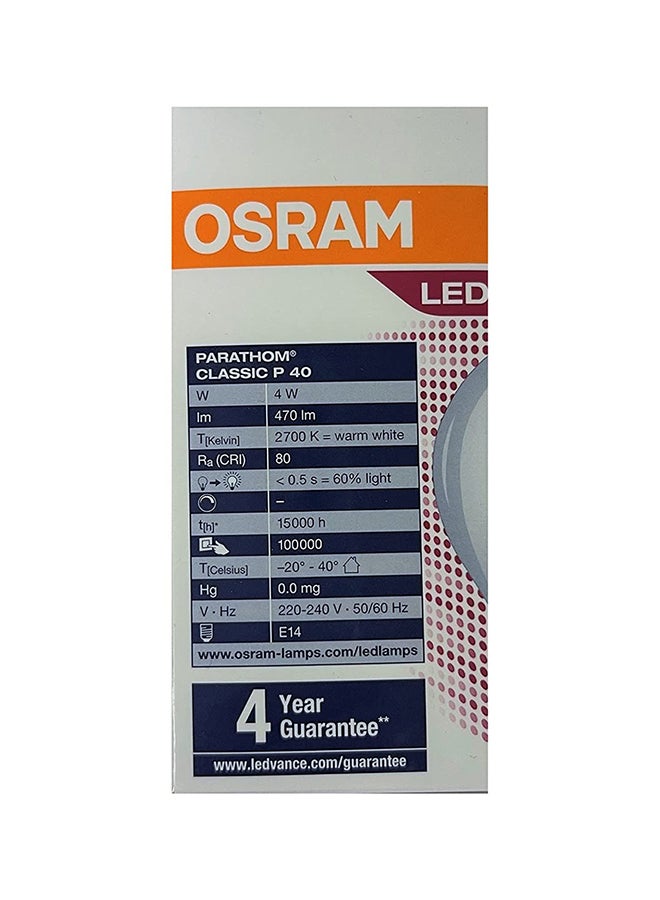 OSRAM
LED
PARATHOM®
CLASSIC P 40
W 4 W
lm 470 lm
T[Kelvin] 2700 K = warm white
Ra (CRI) 80
< 0.5 s = 60% light
–
t[h]* 15000 h
100000
T[Celsius] –20° - 40°
Hg 0.0 mg
V · Hz 220-240 V · 50/60 Hz
E14
www.osram-lamps.com/ledlamps
4 Year
Guarantee**
www.ledvance.com/guarantee